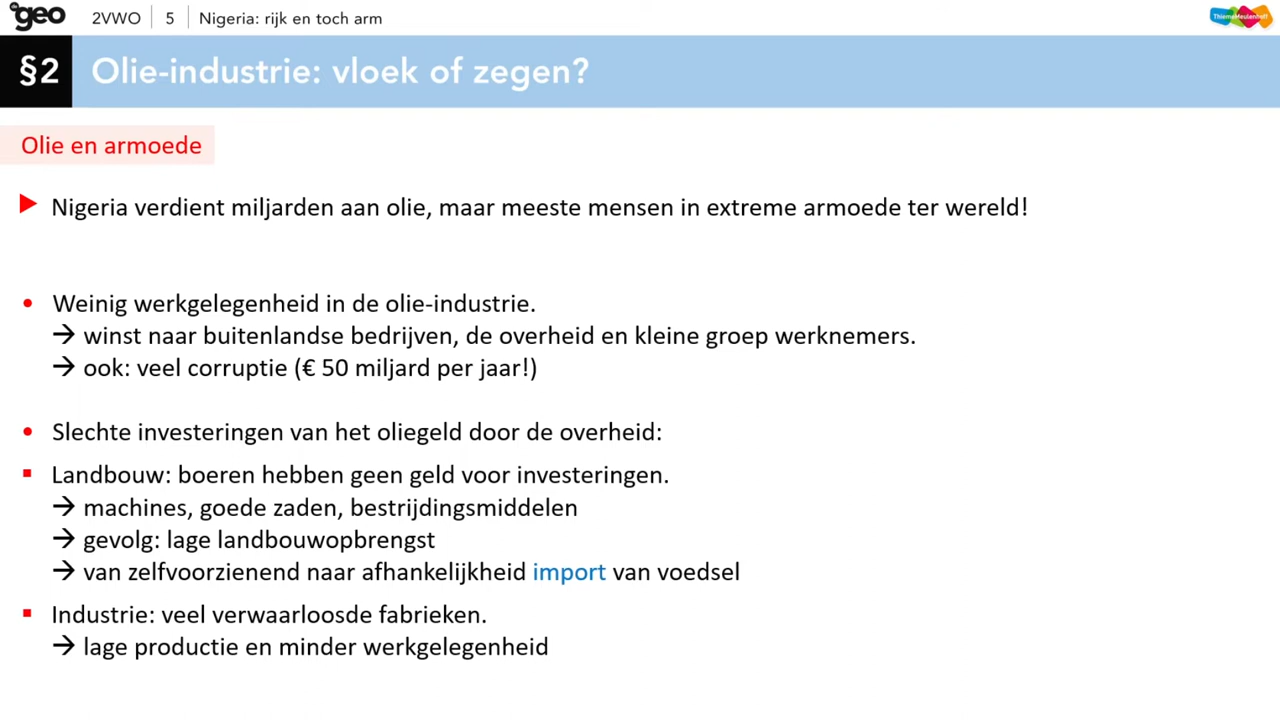 geo 2VWO 5 Nigeria: rijk en toch arm
ThiemeMeulenhoff
§2 Olie-industrie: vloek of zegen?
Olie en armoede
Nigeria verdient miljarden aan olie, maar meeste mensen in extreme armoede ter wereld!
• Weinig werkgelegenheid in de olie-industrie.
→ winst naar buitenlandse bedrijven, de overheid en kleine groep werknemers.
→ ook: veel corruptie (€ 50 miljard per jaar!)
• Slechte investeringen van het oliegeld door de overheid:
▪ Landbouw: boeren hebben geen geld voor investeringen.
→ machines, goede zaden, bestrijdingsmiddelen
→ gevolg: lage landbouwopbrengst
→ van zelfvoorzienend naar afhankelijkheid import van voedsel
▪ Industrie: veel verwaarloosde fabrieken.
→ lage productie en minder werkgelegenheid